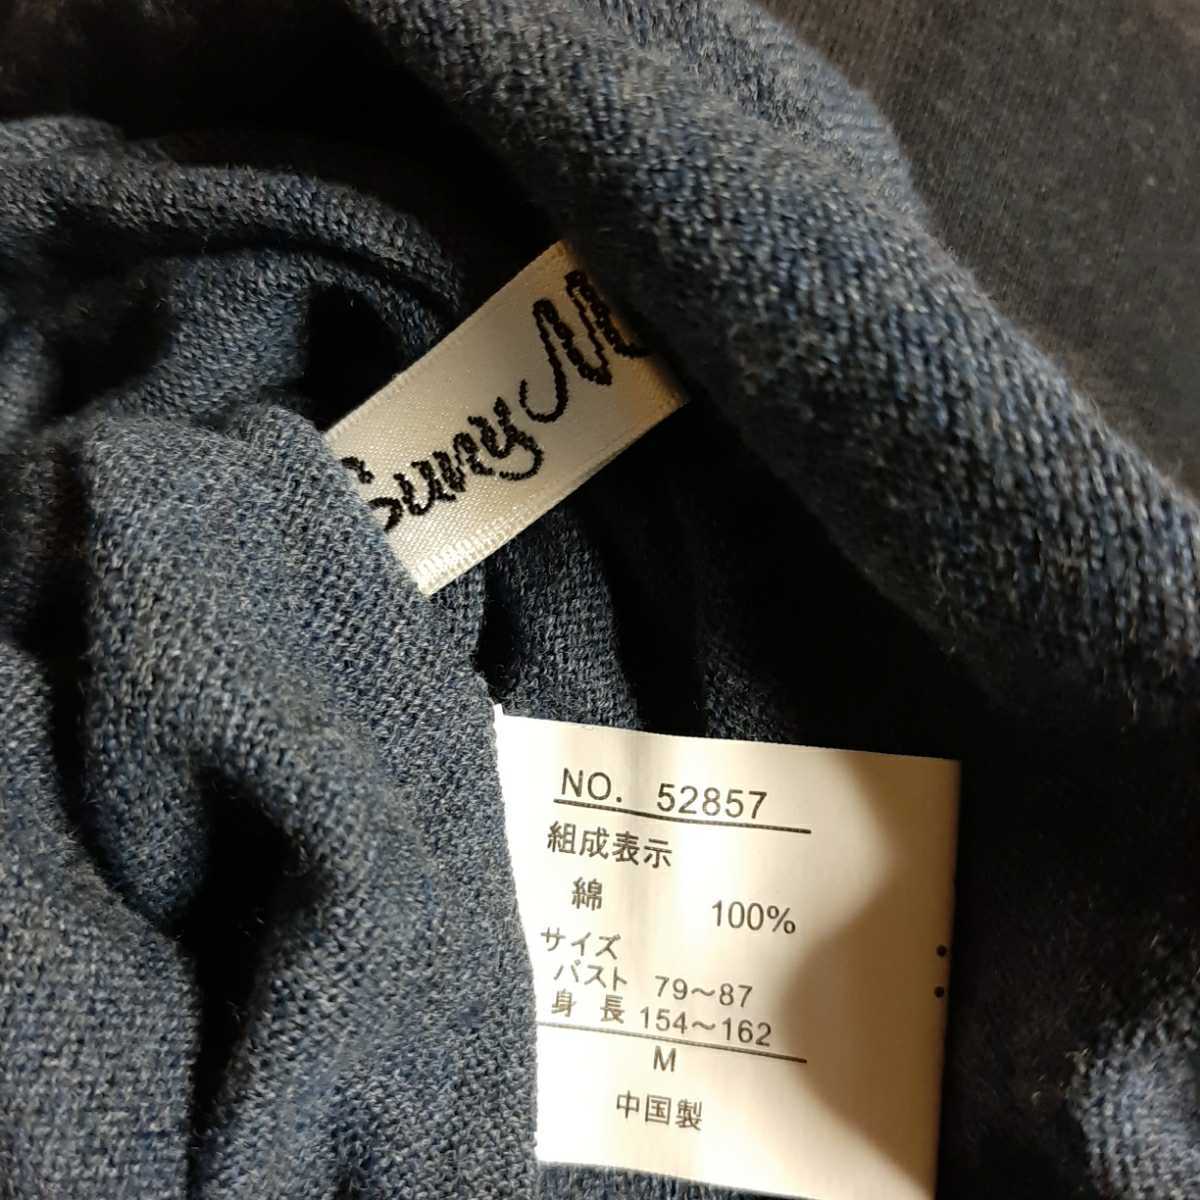 Suny
NO. 52857
組成表示
綿 100%
サイズ
バスト 79～87
身長 154～162
M
中国製